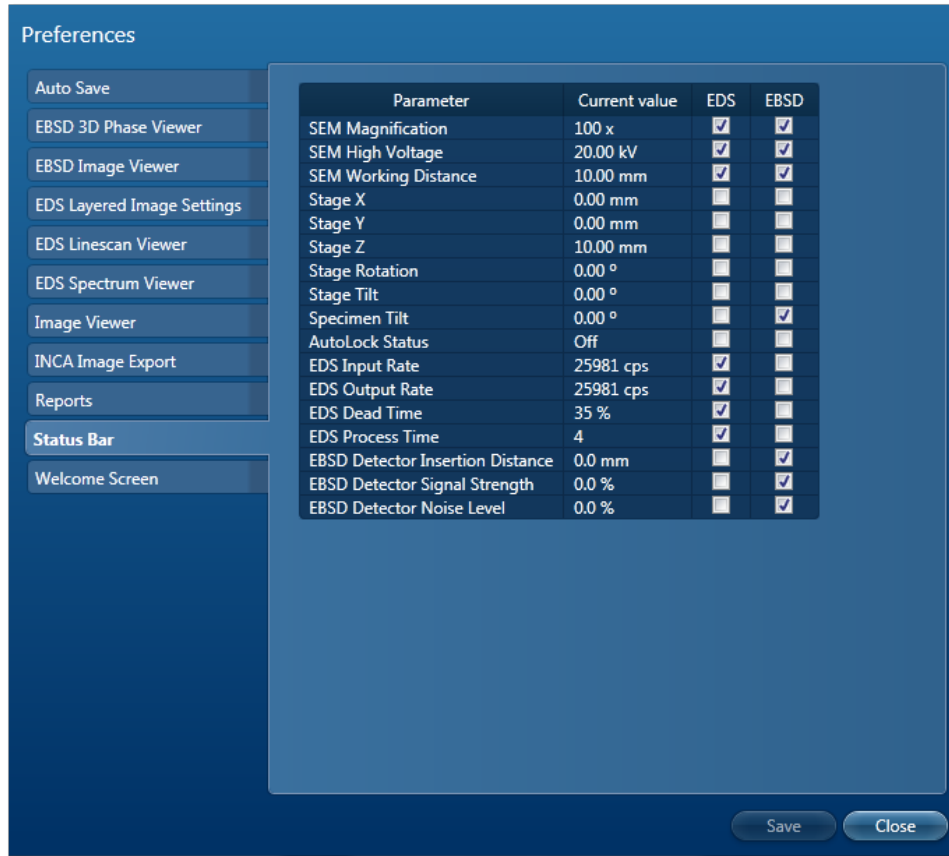 Preferences
Auto Save
EBSD 3D Phase Viewer
EBSD Image Viewer
EDS Layered Image Settings
EDS Linescan Viewer
EDS Spectrum Viewer
Image Viewer
INCA Image Export
Reports
Status Bar
Welcome Screen
Parameter Current value EDS EBSD
SEM Magnification 100 x
SEM High Voltage 20.00 kV
SEM Working Distance 10.00 mm
Stage X 0.00 mm
Stage Y 0.00 mm
Stage Z 10.00 mm
Stage Rotation 0.00 º
Stage Tilt 0.00 º
Specimen Tilt 0.00 º
AutoLock Status Off
EDS Input Rate 25981 cps
EDS Output Rate 25981 cps
EDS Dead Time 35 %
EDS Process Time 4
EBSD Detector Insertion Distance 0.0 mm
EBSD Detector Signal Strength 0.0 %
EBSD Detector Noise Level 0.0 %
Save Close